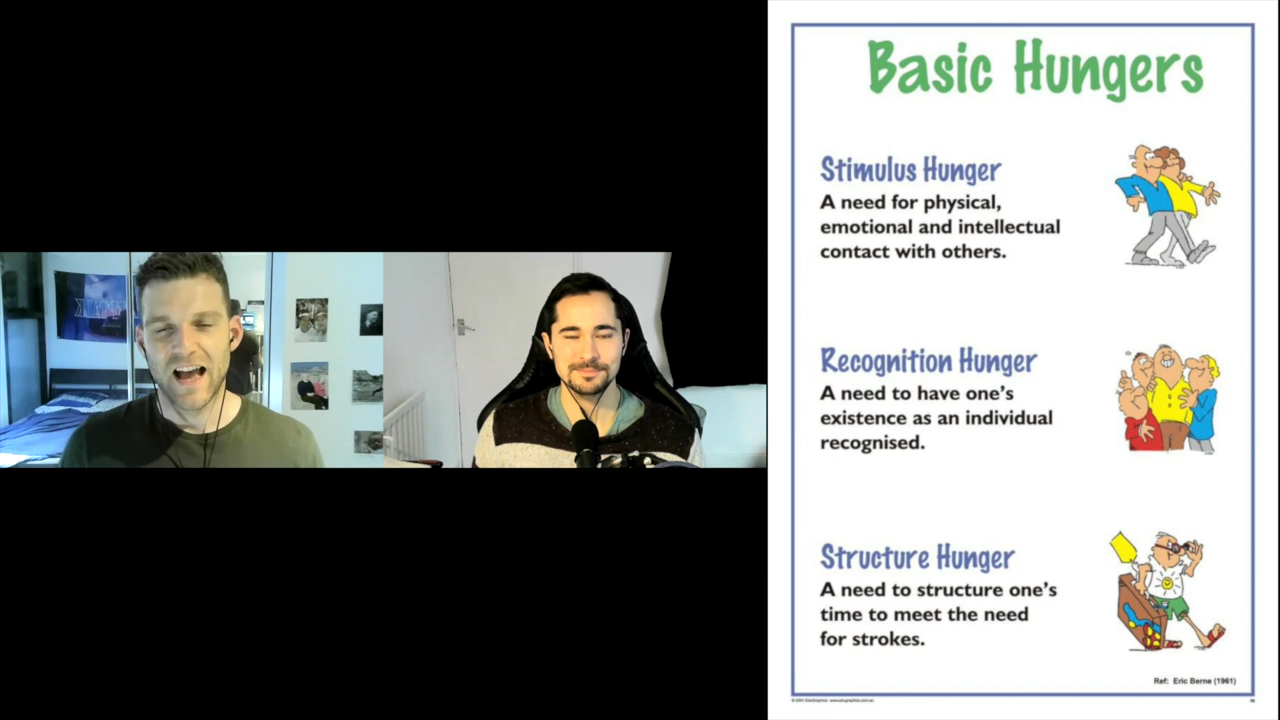 Basic Hungers
Stimulus Hunger
A need for physical,
emotional and intellectual
contact with others.
Recognition Hunger
A need to have one's
existence as an individual
recognised.
Structure Hunger
A need to structure one's
time to meet the need
for strokes.
Ref: Eric Berne (1961)